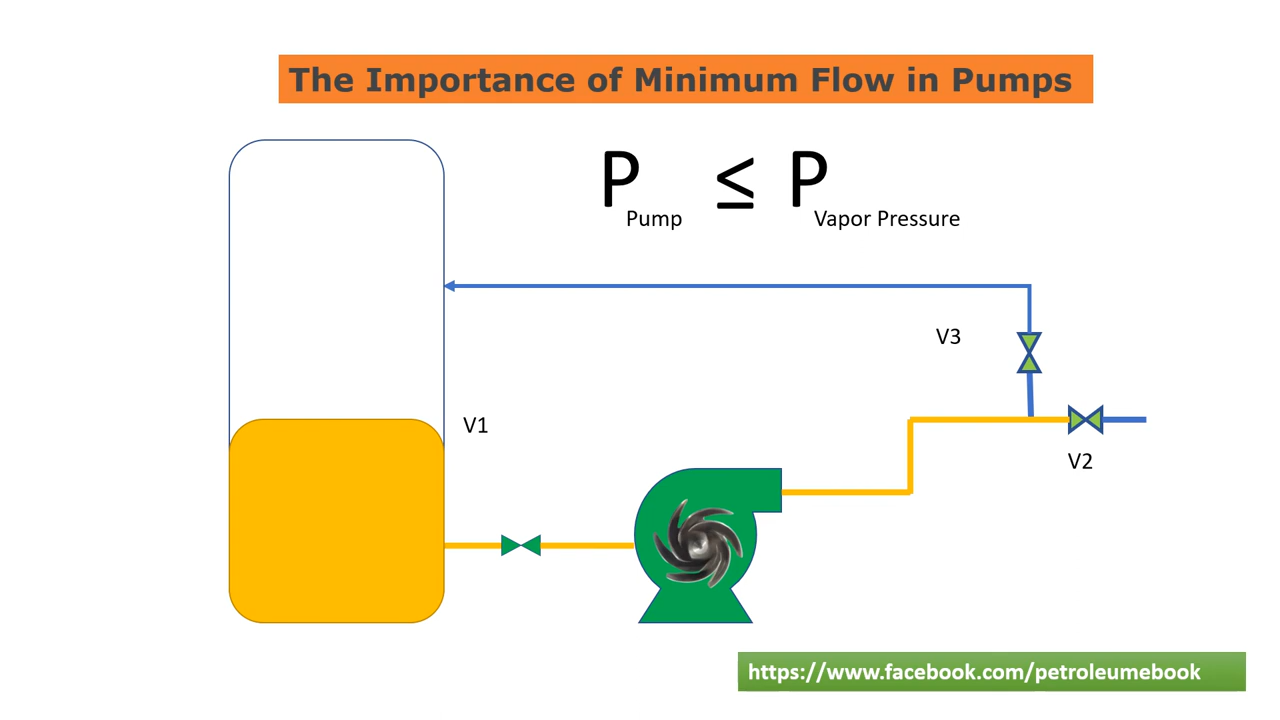 The Importance of Minimum Flow in Pumps
P Pump ≤ P Vapor Pressure
V3
V1
V2
https://www.facebook.com/petroleumebook